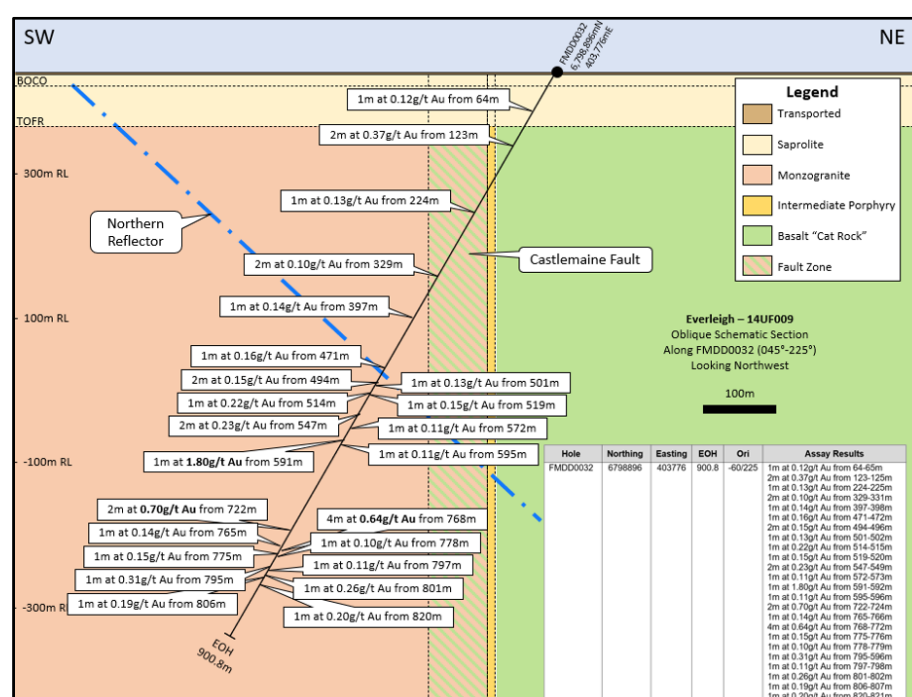 SW
NE
FMDD0032
6,798,896mN
403,776mE
BOCO
TOFR
300m RL
100m RL
-100m RL
-300m RL
1m at 0.12g/t Au from 64m
2m at 0.37g/t Au from 123m
1m at 0.13g/t Au from 224m
Northern
Reflector
Castlemaine Fault
2m at 0.10g/t Au from 329m
1m at 0.14g/t Au from 397m
1m at 0.16g/t Au from 471m
2m at 0.15g/t Au from 494m
1m at 0.13g/t Au from 501m
1m at 0.22g/t Au from 514m
1m at 0.15g/t Au from 519m
2m at 0.23g/t Au from 547m
1m at 0.11g/t Au from 572m
1m at 1.80g/t Au from 591m
1m at 0.11g/t Au from 595m
2m at 0.70g/t Au from 722m
4m at 0.64g/t Au from 768m
1m at 0.14g/t Au from 765m
1m at 0.10g/t Au from 778m
1m at 0.15g/t Au from 775m
1m at 0.11g/t Au from 797m
1m at 0.31g/t Au from 795m
1m at 0.26g/t Au from 801m
1m at 0.19g/t Au from 806m
1m at 0.20g/t Au from 820m
EOH
900.8m
Legend
Transported
Saprolite
Monzogranite
Intermediate Porphyry
Basalt “Cat Rock”
Fault Zone
Everleigh – 14UF009
Oblique Schematic Section
Along FMDD0032 (045°-225°)
Looking Northwest
100m
Hole Northing Easting EOH Ori Assay Results
FMDD0032 6798896 403776 900.8 -60/225 1m at 0.12g/t Au from 64-65m
2m at 0.37g/t Au from 123-125m
1m at 0.13g/t Au from 224-225m
2m at 0.10g/t Au from 329-331m
1m at 0.14g/t Au from 397-398m
1m at 0.16g/t Au from 471-472m
2m at 0.15g/t Au from 494-496m
1m at 0.13g/t Au from 501-502m
1m at 0.22g/t Au from 514-515m
1m at 0.15g/t Au from 519-520m
2m at 0.23g/t Au from 547-549m
1m at 0.11g/t Au from 572-573m
1m at 1.80g/t Au from 591-592m
1m at 0.11g/t Au from 595-596m
2m at 0.70g/t Au from 722-724m
1m at 0.14g/t Au from 765-766m
4m at 0.64g/t Au from 768-772m
1m at 0.15g/t Au from 775-776m
1m at 0.10g/t Au from 778-779m
1m at 0.31g/t Au from 795-596m
1m at 0.11g/t Au from 797-798m
1m at 0.26g/t Au from 801-802m
1m at 0.19g/t Au from 806-807m
1m at 0.20g/t Au from 820-821m